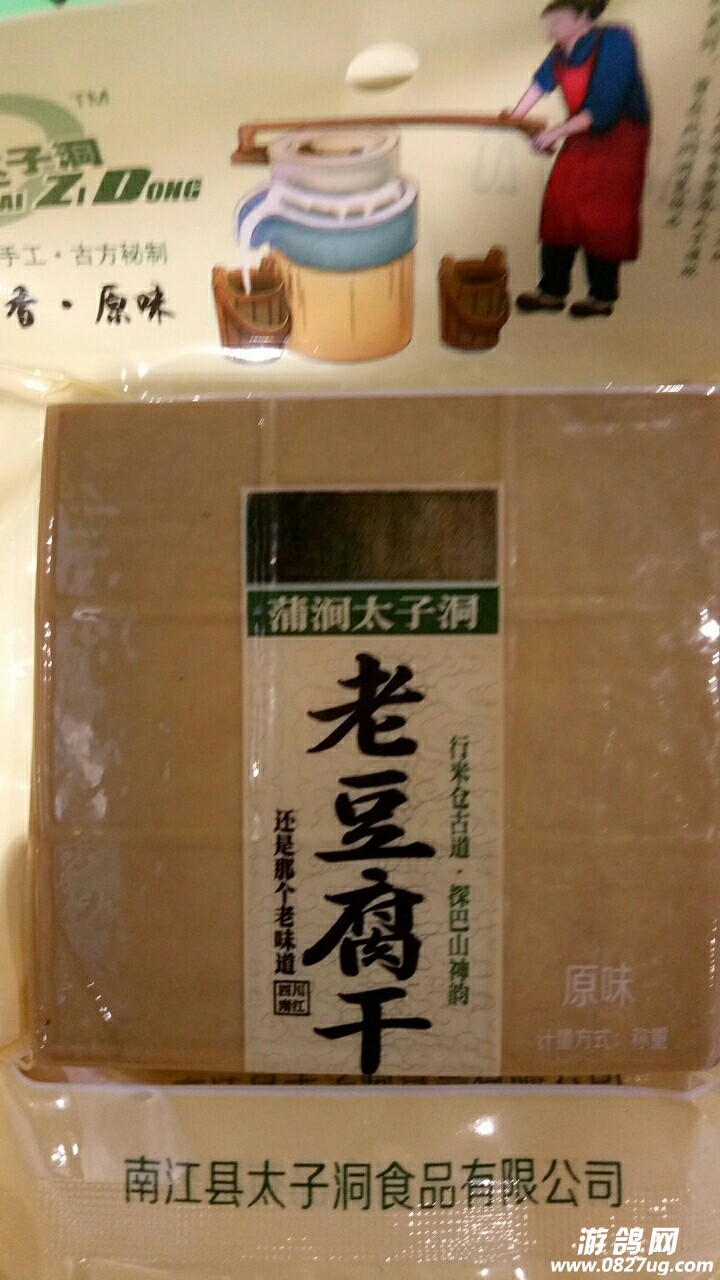 TM
子洞
ZI DONG
手工·古方秘制
香·原味
蒲涧太子洞
老豆腐干
行米仓古道·探巴山神韵
还是那个老味道
四川
南江
原味
计量方式：称重
南江县太子洞食品有限公司
游鸽网
www.0827ug.com